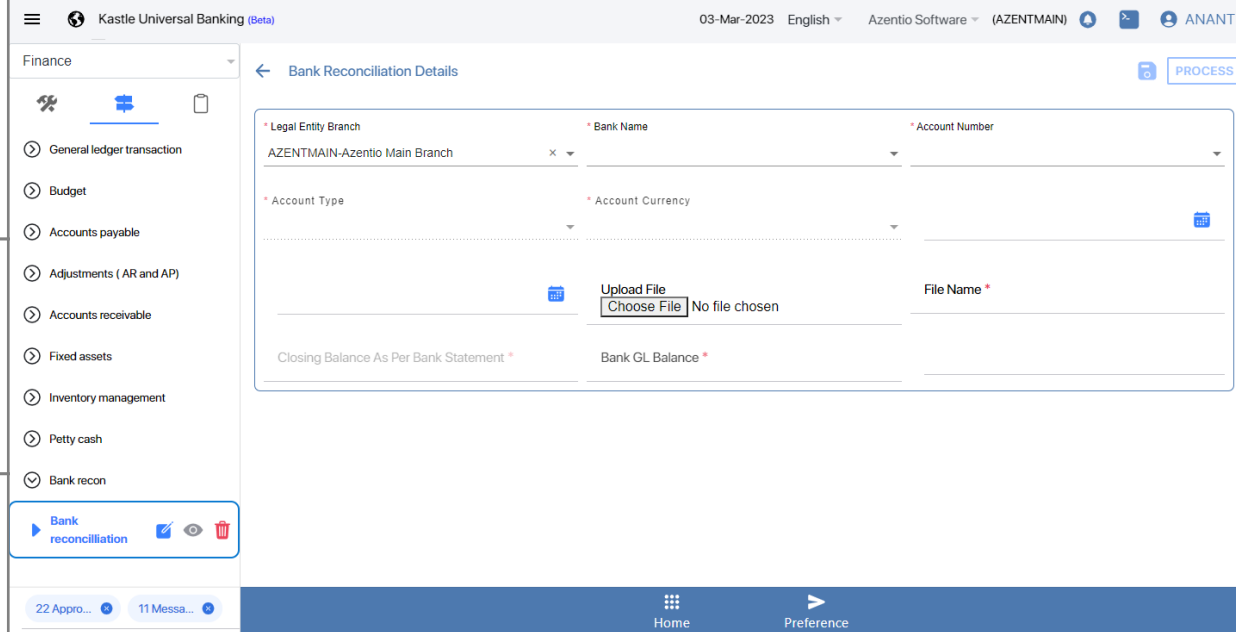 Kastle Universal Banking (Beta)
03-Mar-2023 English Azentio Software (AZENTMAIN) ANANT
Finance
Bank Reconciliation Details
PROCESS
* Legal Entity Branch
* Bank Name
* Account Number
AZENTMAIN-Azentio Main Branch
* Account Type
* Account Currency
Upload File
Choose File No file chosen
File Name *
Closing Balance As Per Bank Statement *
Bank GL Balance *
General ledger transaction
Budget
Accounts payable
Adjustments ( AR and AP)
Accounts receivable
Fixed assets
Inventory management
Petty cash
Bank recon
Bank
reconcilliation
22 Appro...
11 Messa...
Home
Preference